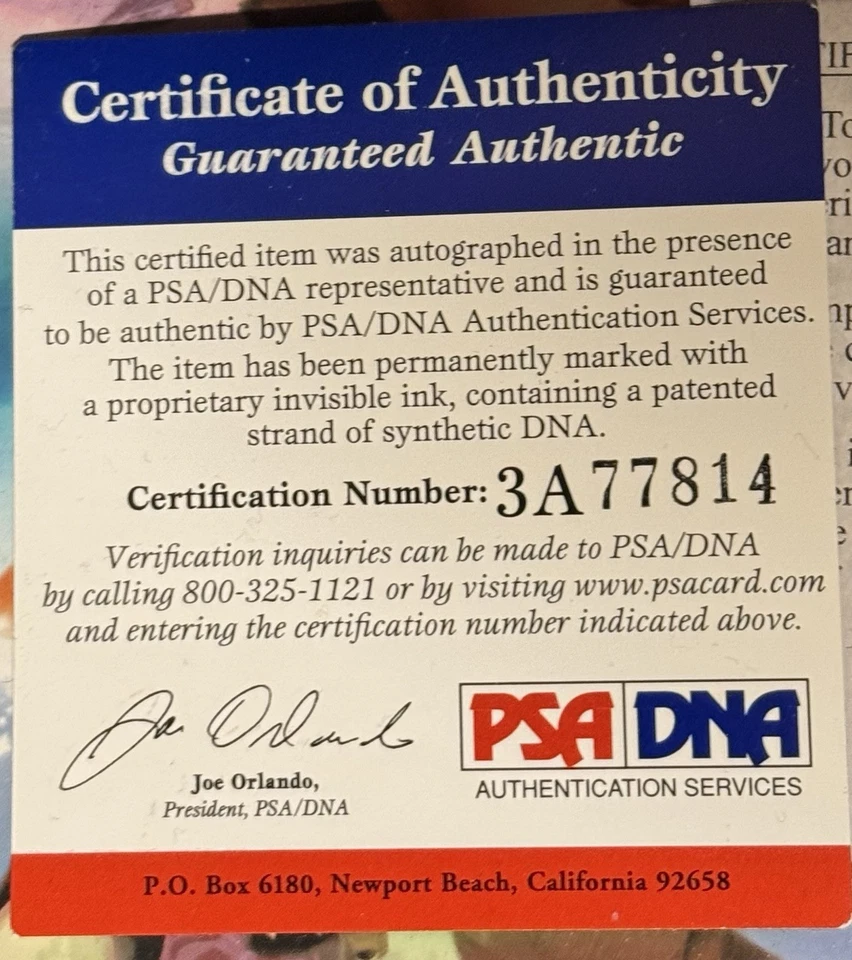 Certificate of Authenticity
Guaranteed Authentic
This certified item was autographed in the presence
of a PSA/DNA representative and is guaranteed
to be authentic by PSA/DNA Authentication Services.
The item has been permanently marked with
a proprietary invisible ink, containing a patented
strand of synthetic DNA.
Certification Number: 3A77814
Verification inquiries can be made to PSA/DNA
by calling 800-325-1121 or by visiting www.psacard.com
and entering the certification number indicated above.
Joe Orlando
Joe Orlando,
President, PSA/DNA
PSA DNA
AUTHENTICATION SERVICES
P.O. Box 6180, Newport Beach, California 92658